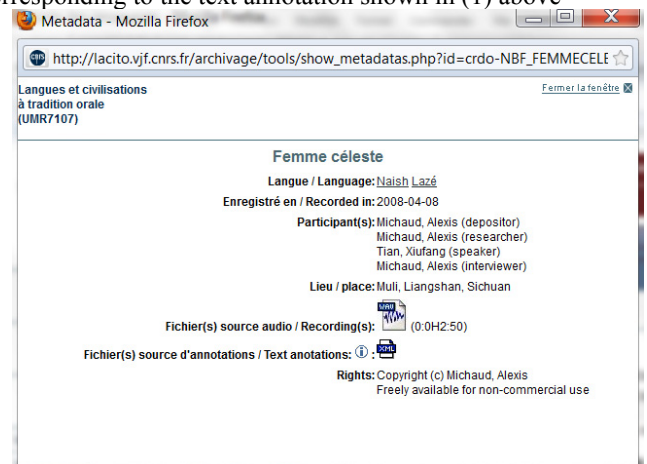 orresponding to the text annotation shown in (1) above
Metadata - Mozilla Firefox
http://lacito.vjf.cnrs.fr/archivage/tools/show_metadatas.php?id=crdo-NBF_FEMMECELE
Langues et civilisations
à tradition orale
(UMR7107)
Fermer la fenêtre
Femme céleste
Langue / Language: Naish Lazé
Enregistré en / Recorded in: 2008-04-08
Participant(s): Michaud, Alexis (depositor)
Michaud, Alexis (researcher)
Tian, Xiufang (speaker)
Michaud, Alexis (interviewer)
Lieu / place: Muli, Liangshan, Sichuan
WAV
Fichier(s) source audio / Recording(s): (0:0H2:50)
XML
Fichier(s) source d'annotations / Text anotations: :
Rights: Copyright (c) Michaud, Alexis
Freely available for non-commercial use